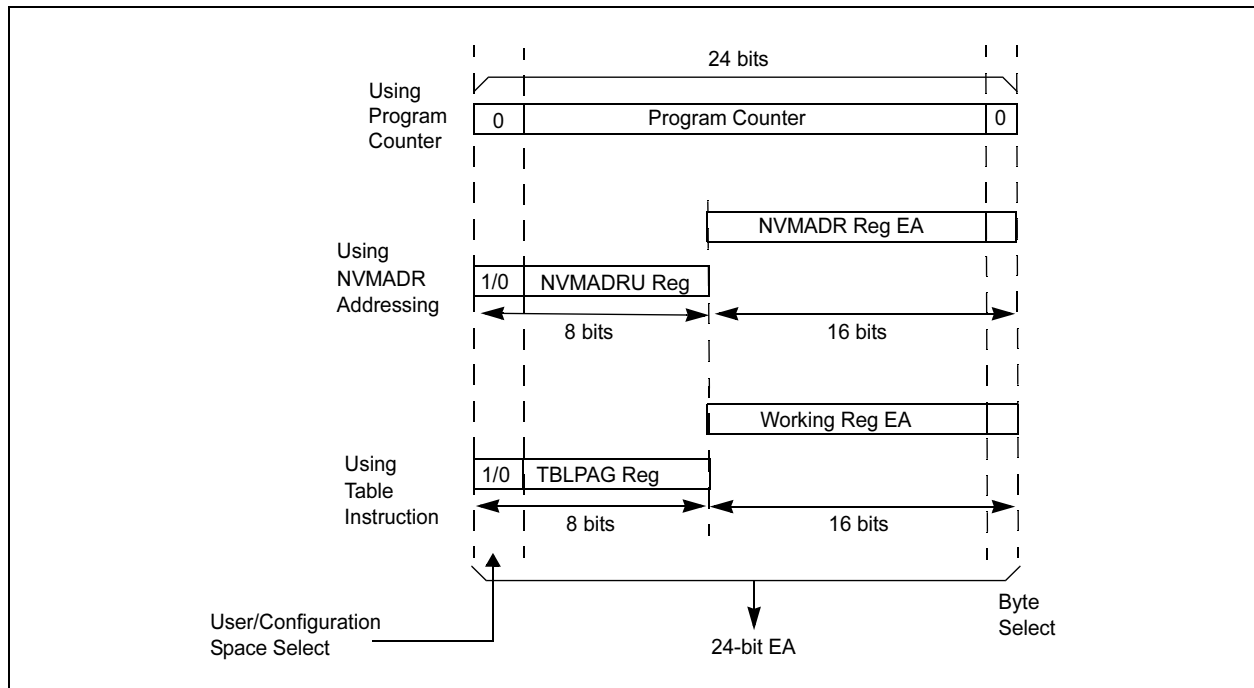 24 bits
Using
Program
Counter
0
Program Counter
0
NVMADR Reg EA
Using
NVMADR
Addressing
1/0
NVMADRU Reg
8 bits
16 bits
Working Reg EA
Using
Table
Instruction
1/0
TBLPAG Reg
8 bits
16 bits
User/Configuration
Space Select
24-bit EA
Byte
Select